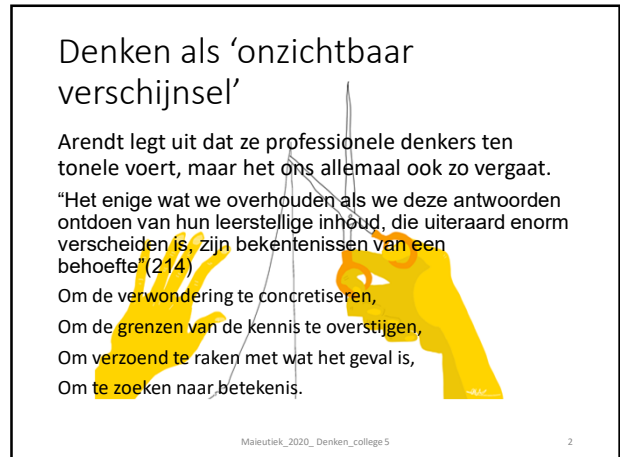 Denken als ‘onzichtbaar
verschijnsel’
Arendt legt uit dat ze professionele denkers ten
tonele voert, maar het ons allemaal ook zo vergaat.
“Het enige wat we overhouden als we deze antwoorden
ontdoen van hun leerstellige inhoud, die uiteraard enorm
verscheiden is, zijn bekentenissen van een
behoefte”(214)
Om de verwondering te concretiseren,
Om de grenzen van de kennis te overstijgen,
Om verzoend te raken met wat het geval is,
Om te zoeken naar betekenis.
Maieutiek_2020_ Denken_college 5
2